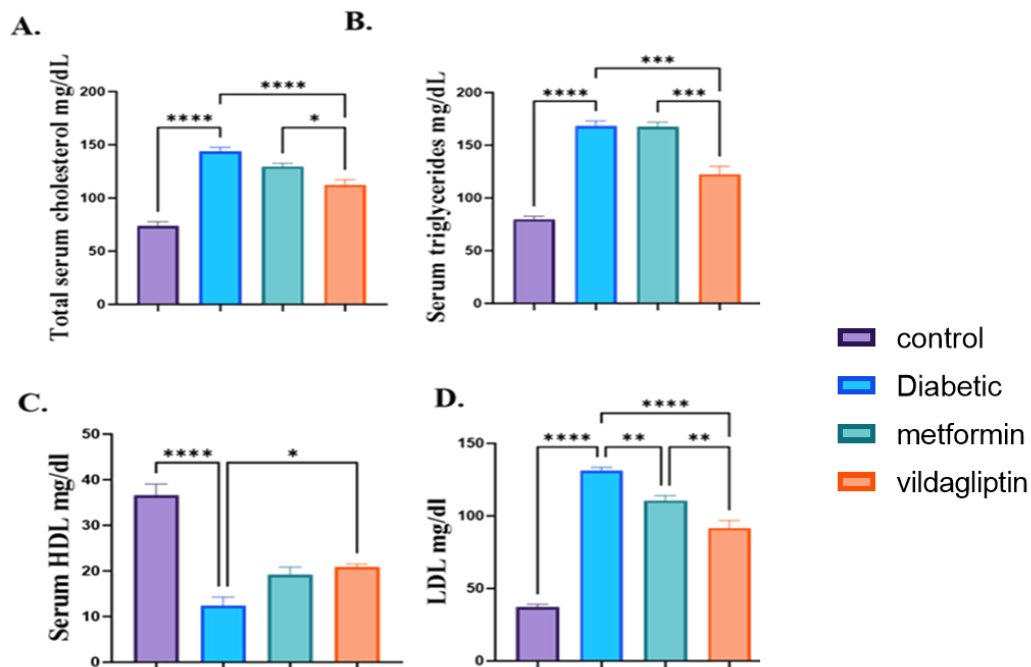 A.
Total serum cholesterol mg/dL
200
150
100
50
0
****
****
*
B.
Serum triglycerides mg/dL
200
150
100
50
0
***
****
***
C.
Serum HDL mg/dl
50
40
30
20
10
0
****
*
D.
LDL mg/dl
150
100
50
0
****
****
**
**
control
Diabetic
metformin
vildagliptin